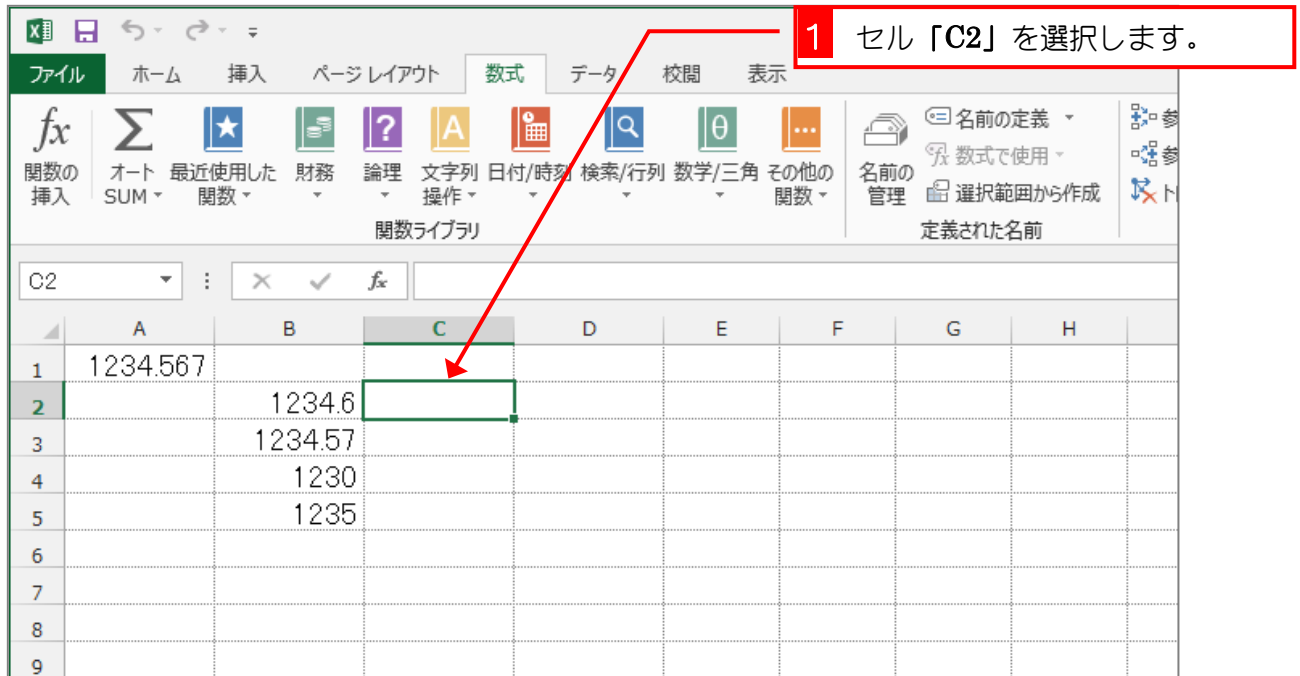 1 セル「C2」を選択します。
ファイル ホーム 挿入 ページ レイアウト 数式 データ 校閲 表示
fx Σ ★ ? A θ … 名前の定義 参
関数の オート 最近使用した 財務 論理 文字列 日付/時刻 検索/行列 数学/三角 その他の 名前の 数式で使用 参
挿入 SUM 関数 操作 関数 管理 選択範囲から作成 ト
関数ライブラリ 定義された名前
C2 fx
A B C D E F G H
1 1234.567
2 1234.6
3 1234.57
4 1230
5 1235
6
7
8
9